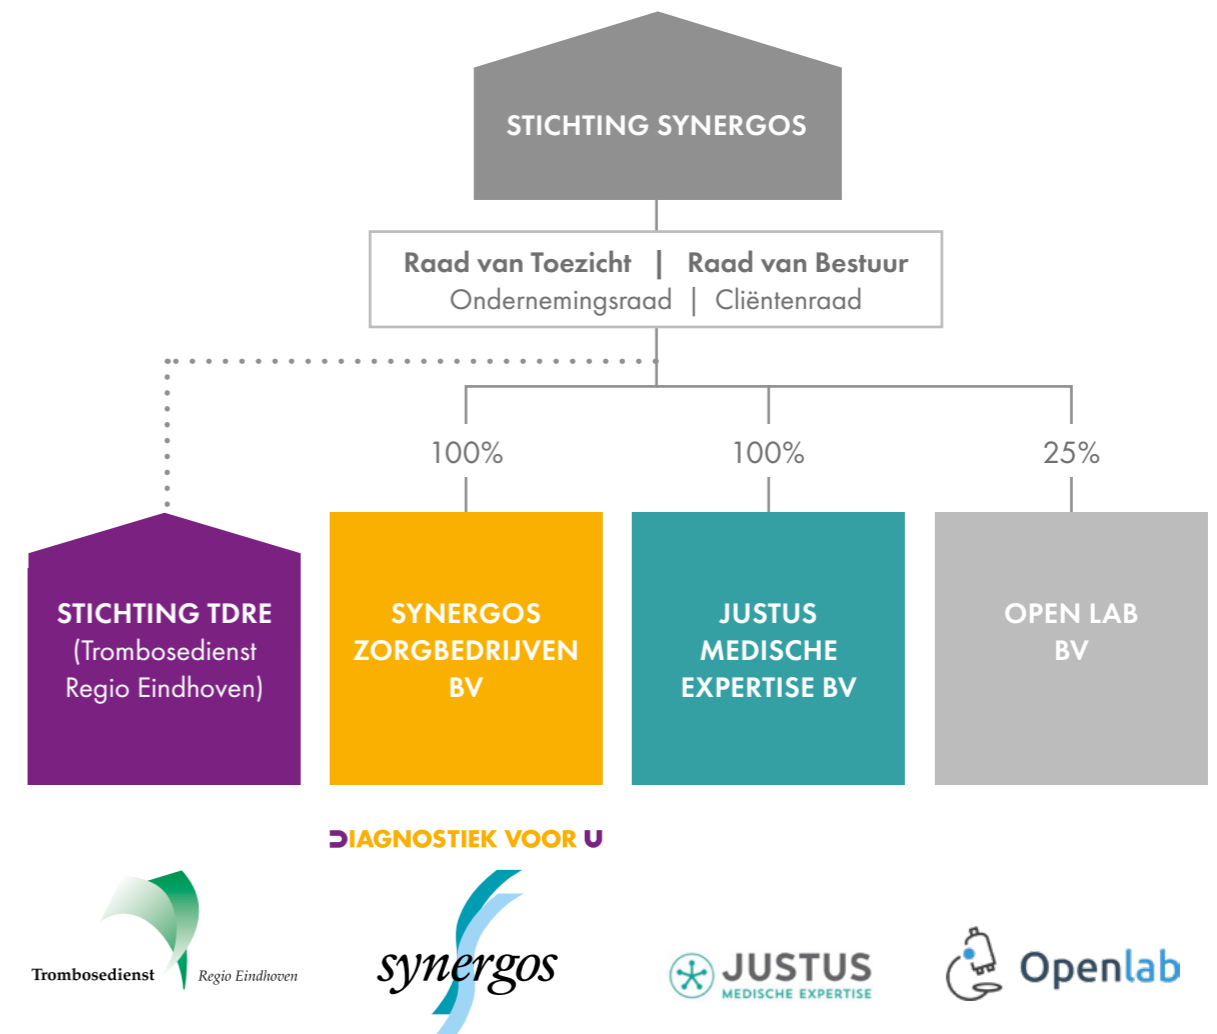 STICHTING SYNERGOS
Raad van Toezicht | Raad van Bestuur
Ondernemingsraad | Cliëntenraad
100%
100%
25%
STICHTING TDRE
(Trombosedienst
Regio Eindhoven)
SYNERGOS
ZORGBEDRIJVEN
BV
JUSTUS
MEDISCHE
EXPERTISE BV
OPEN LAB
BV
DIAGNOSTIEK VOOR U
Trombosedienst Regio Eindhoven
synergos
JUSTUS
MEDISCHE EXPERTISE
Openlab